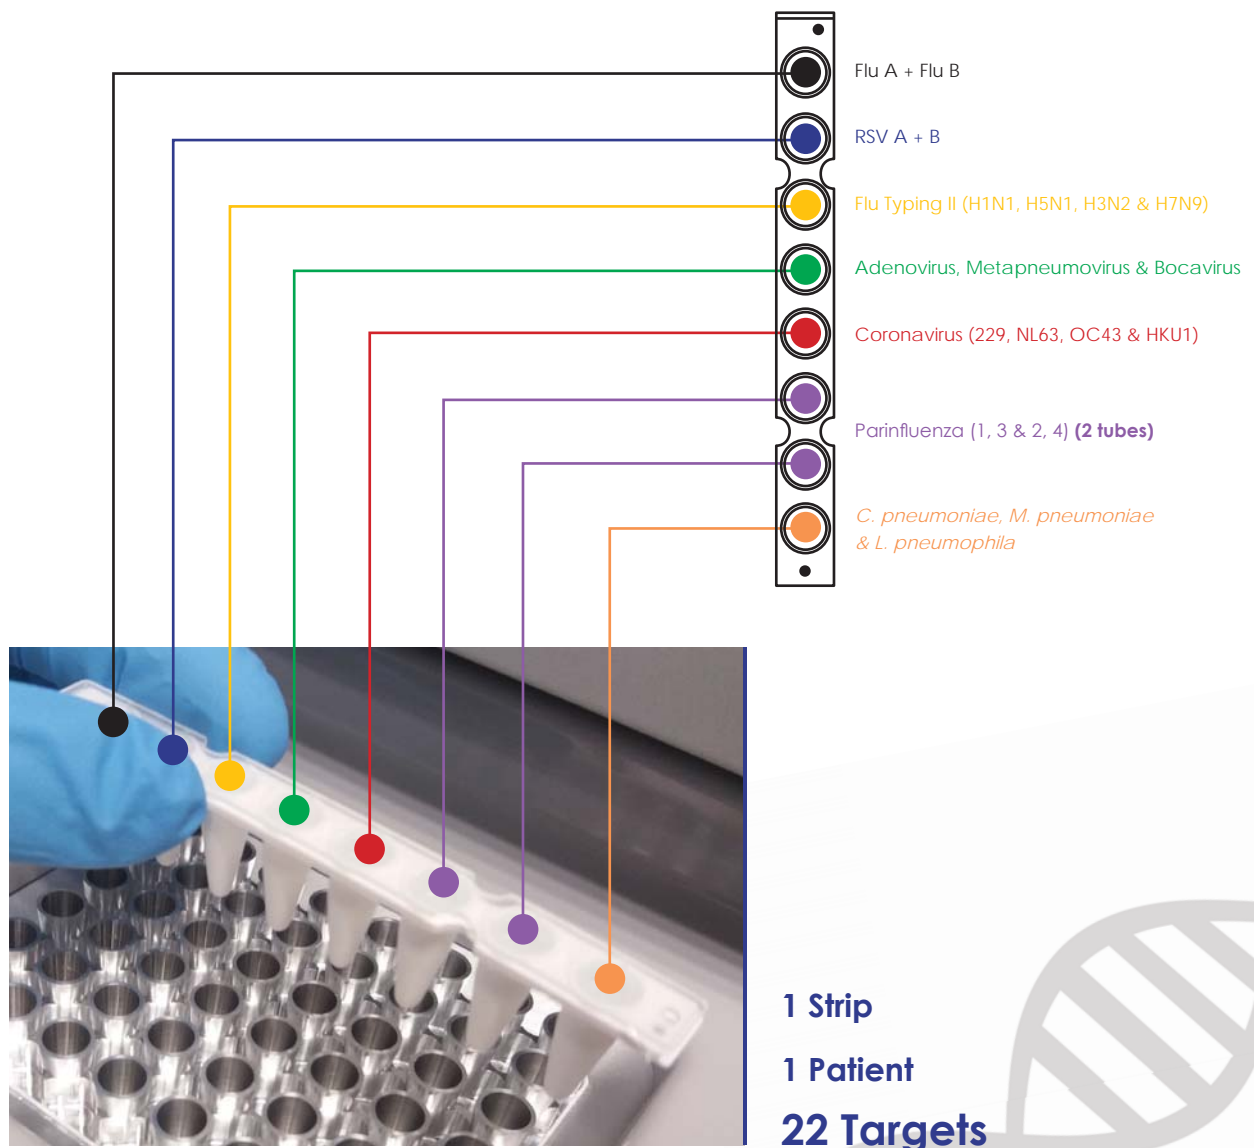 Flu A + Flu B
RSV A + B
Flu Typing II (H1N1, H5N1, H3N2 & H7N9)
Adenovirus, Metapneumovirus & Bocavirus
Coronavirus (229, NL63, OC43 & HKU1)
Parinfluenza (1, 3 & 2, 4) (2 tubes)
C. pneumoniae, M. pneumoniae
& L. pneumophila
1 Strip
1 Patient
22 Targets